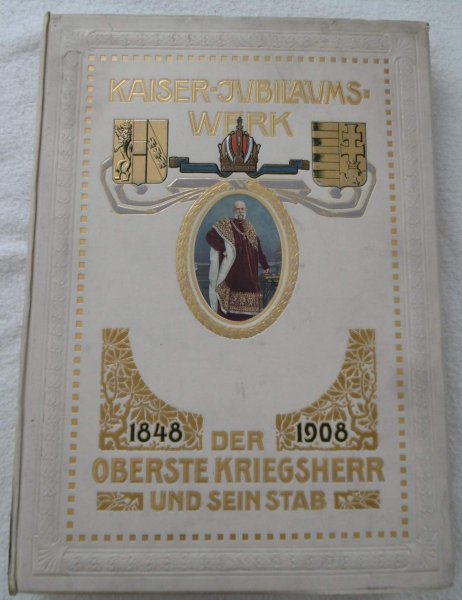 KAISER-JUBILÄUMS-
WERK
1848 DER 1908
OBERSTE KRIEGSHERR
UND SEIN STAB